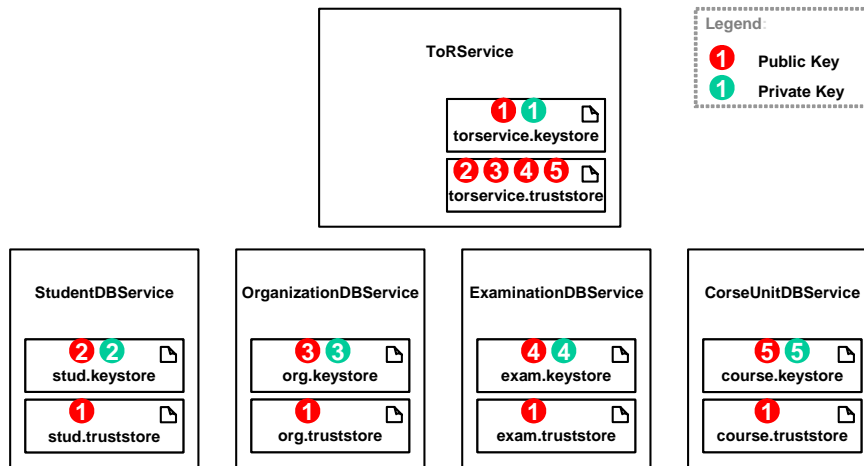 ToRService
Legend:
1 Public Key
1 Private Key
1 1
torservice.keystore
2 3 4 5
torservice.truststore
StudentDBService
2 2
stud.keystore
1
stud.truststore
OrganizationDBService
3 3
org.keystore
1
org.truststore
ExaminationDBService
4 4
exam.keystore
1
exam.truststore
CorseUnitDBService
5 5
course.keystore
1
course.truststore